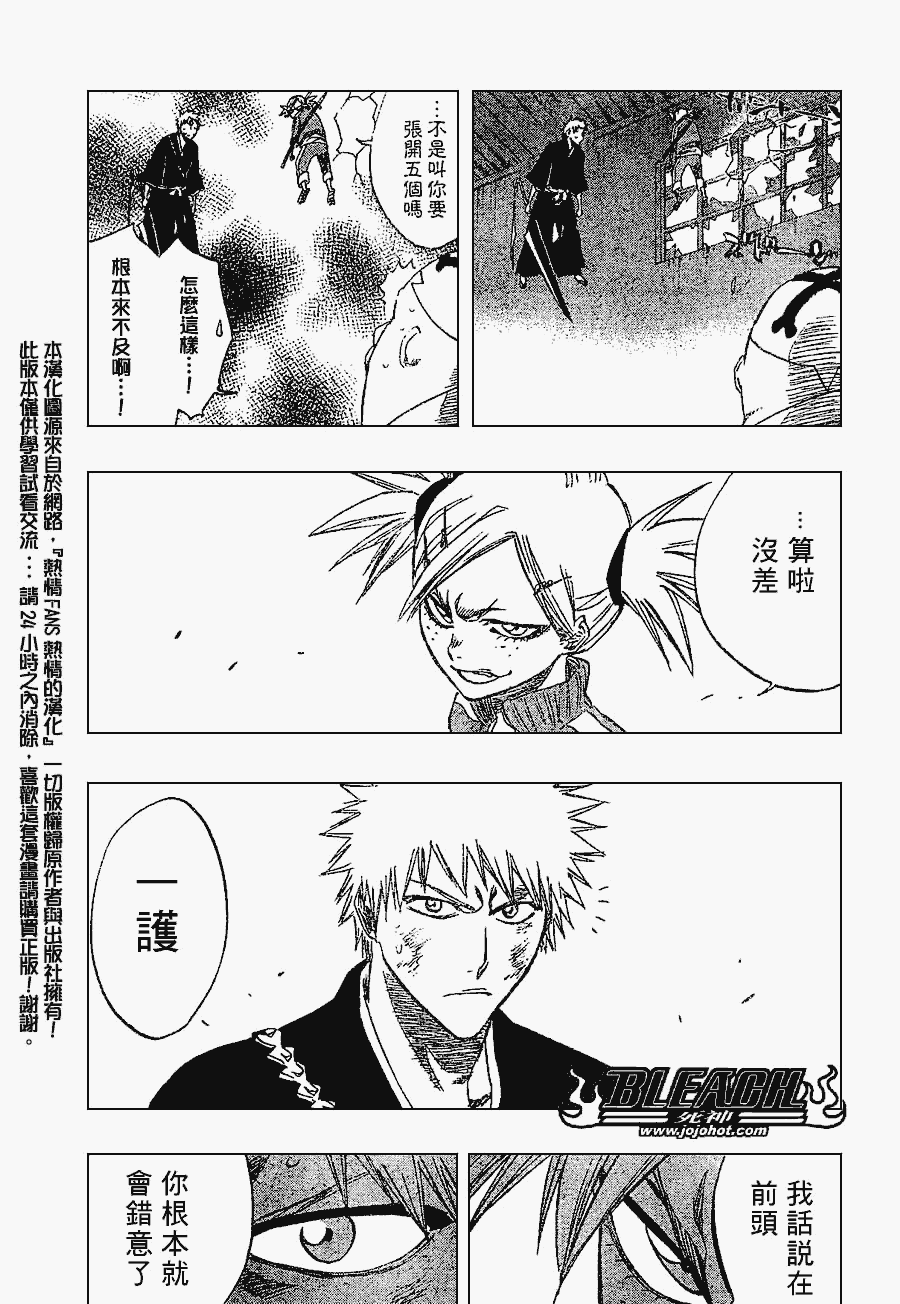 …不是叫你要
張開五個嗎
怎麼這樣…！
根本來不及啊…！
…算啦
沒差
一護
我話説在
前頭
你根本就
會錯意了
本漢化圖源來自於網路，『熱情FANS熱情的漢化』一切版權歸原作者與出版社擁有！
此版本僅供學習試看交流… 請24小時之內消除，喜歡這套漫畫請購買正版！謝謝。
BLEACH
死神
www.jojohot.com